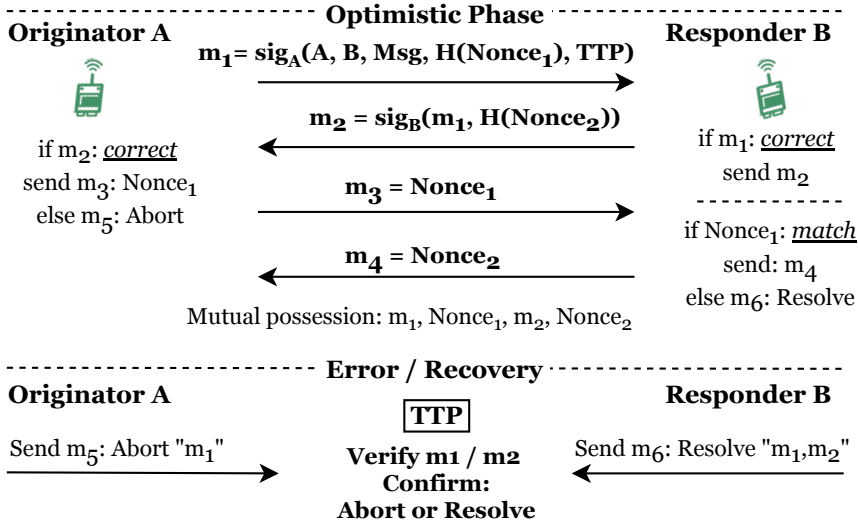 Optimistic Phase
Originator A
Responder B
m₁= sig_A(A, B, Msg, H(Nonce₁), TTP)
m₂ = sig_B(m₁, H(Nonce₂))
if m₂: correct
send m₃: Nonce₁
else m₅: Abort
if m₁: correct
send m₂
m₃ = Nonce₁
if Nonce₁: match
send: m₄
else m₆: Resolve
m₄ = Nonce₂
Mutual possession: m₁, Nonce₁, m₂, Nonce₂
Error / Recovery
Originator A
Responder B
TTP
Send m₅: Abort "m₁"
Send m₆: Resolve "m₁,m₂"
Verify m1 / m2
Confirm:
Abort or Resolve